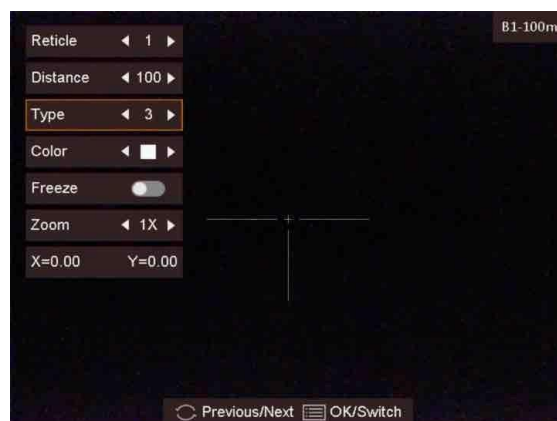 B1-100m
Reticle 1
Distance 100
Type 3
Color
Freeze
Zoom 1X
X=0.00 Y=0.00
Previous/Next OK/Switch